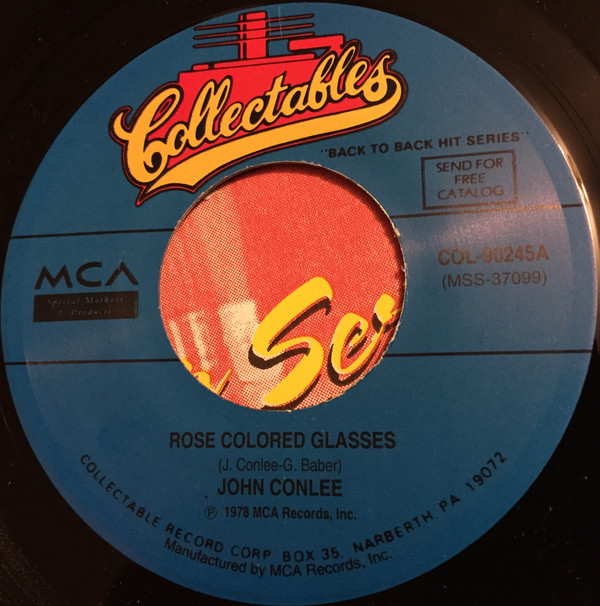 Collectables
"BACK TO BACK HIT SERIES"
SEND FOR
FREE
CATALOG
MCA
Special Markets
& Products
COL-90245A
(MSS-37099)
Ser
ROSE COLORED GLASSES
(J. Conlee-G. Baber)
JOHN CONLEE
℗ 1978 MCA Records, Inc.
COLLECTABLE RECORD CORP BOX 35, NARBERTH PA 19072
Manufactured by MCA Records, Inc.